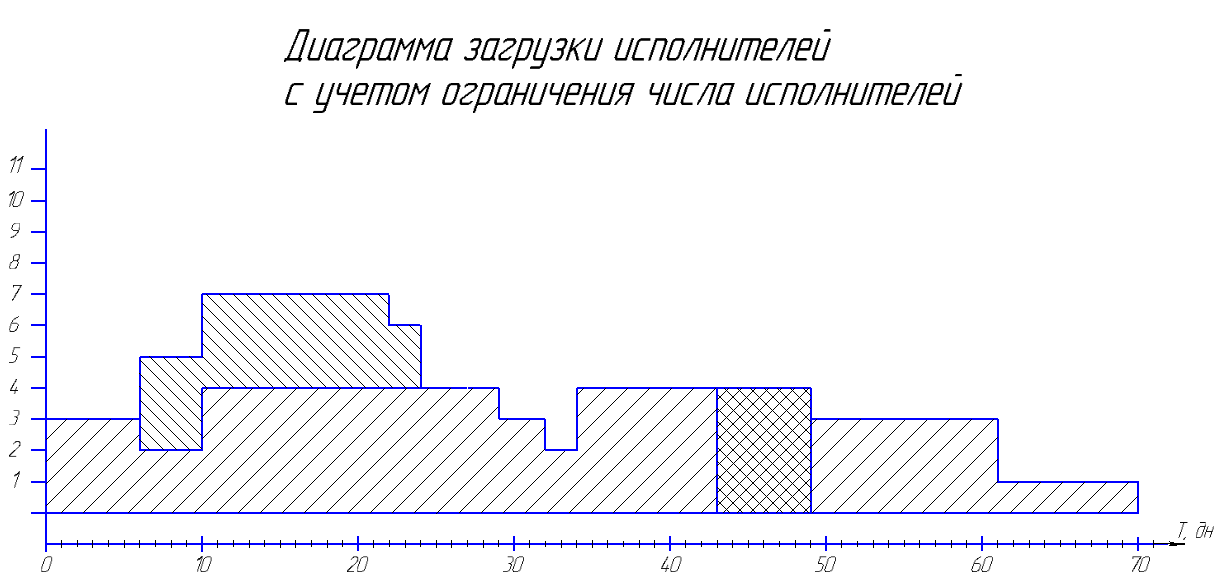 Диаграмма загрузки исполнителей
с учетом ограничения числа исполнителей
11
10
9
8
7
6
5
4
3
2
1
Т, дн
0 10 20 30 40 50 60 70